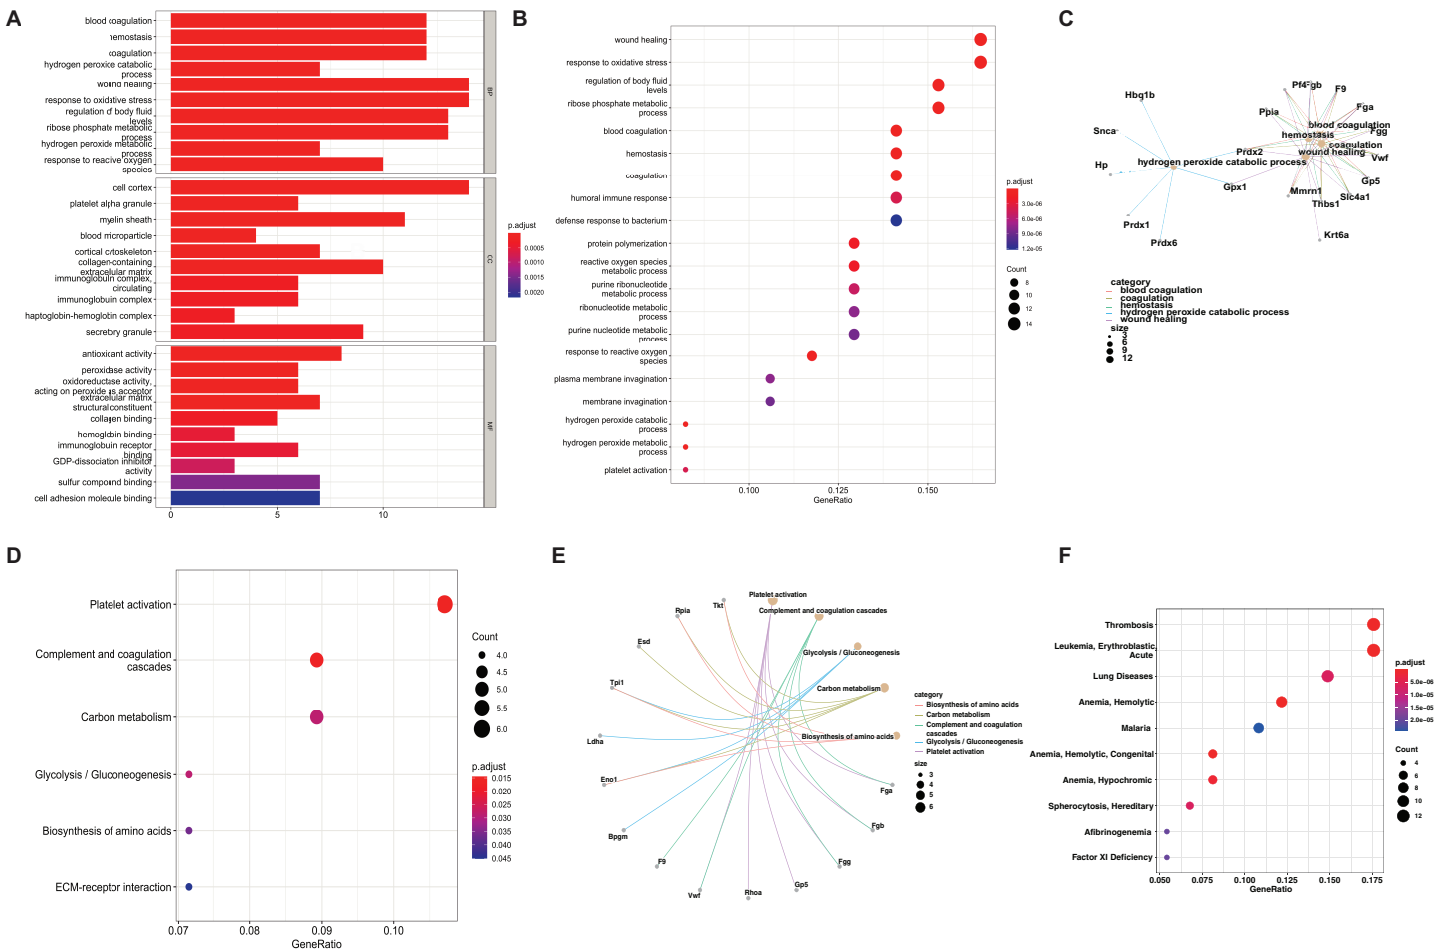 A
blood coagulation
hemostasis
coagulation
hydrogen peroxide catabolic
process
wound healing
response to oxidative stress
regulation of body fluid
levels
ribose phosphate metabolic
process
hydrogen peroxide metabolic
process
response to reactive oxygen
species
BP
cell cortex
platelet alpha granule
myelin sheath
blood microparticle
cortical cytoskeleton
collagen-containing
extracellular matrix
immunoglobulin complex,
circulating
immunoglobulin complex
haptoglobin-hemoglobin complex
secretory granule
CC
antioxidant activity
peroxidase activity
oxidoreductase activity,
acting on peroxide as acceptor
extracellular matrix
structural constituent
collagen binding
hemoglobin binding
immunoglobulin receptor
binding
GDP-dissociation inhibitor
activity
sulfur compound binding
cell adhesion molecule binding
MF
0 5 10
p.adjust
0.0005
0.0010
0.0015
0.0020
B
wound healing
response to oxidative stress
regulation of body fluid
levels
ribose phosphate metabolic
process
blood coagulation
hemostasis
coagulation
humoral immune response
defense response to bacterium
protein polymerization
reactive oxygen species
metabolic process
purine ribonucleotide
metabolic process
ribonucleotide metabolic
process
purine nucleotide metabolic
process
response to reactive oxygen
species
plasma membrane invagination
membrane invagination
hydrogen peroxide catabolic
process
hydrogen peroxide metabolic
process
platelet activation
0.100 0.125 0.150
GeneRatio
p.adjust
3.0e-06
6.0e-06
9.0e-06
1.2e-05
Count
8
10
12
14
C
Hbq1b
Snca
Hp
Prdx1
Prdx6
hydrogen peroxide catabolic process
Prdx2
Gpx1
Ppia
Pf4
Fgb
F9
Fga
blood coagulation
hemostasis
Fgg
coagulation
wound healing
Vwf
Gp5
Slc4a1
Mmrn1
Thbs1
Krt6a
category
blood coagulation
coagulation
hemostasis
hydrogen peroxide catabolic process
wound healing
size
3
6
9
12
D
Platelet activation
Complement and coagulation
cascades
Carbon metabolism
Glycolysis / Gluconeogenesis
Biosynthesis of amino acids
ECM-receptor interaction
0.07 0.08 0.09 0.10
GeneRatio
Count
4.0
4.5
5.0
5.5
6.0
p.adjust
0.015
0.020
0.025
0.030
0.035
0.040
0.045
E
Platelet activation
Complement and coagulation cascades
Glycolysis / Gluconeogenesis
Carbon metabolism
Biosynthesis of amino acids
Tkt
Rpia
Esd
Tpi1
Ldha
Eno1
Bpgm
F9
Vwf
Rhoa
Gp5
Fgg
Fgb
Fga
category
Biosynthesis of amino acids
Carbon metabolism
Complement and coagulation
cascades
Glycolysis / Gluconeogenesis
Platelet activation
size
3
4
5
6
F
Thrombosis
Leukemia, Erythroblastic,
Acute
Lung Diseases
Anemia, Hemolytic
Malaria
Anemia, Hemolytic, Congenital
Anemia, Hypochromic
Spherocytosis, Hereditary
Afibrinogenemia
Factor XI Deficiency
0.050 0.075 0.100 0.125 0.150 0.175
GeneRatio
p.adjust
5.0e-06
1.0e-05
1.5e-05
2.0e-05
Count
4
6
8
10
12